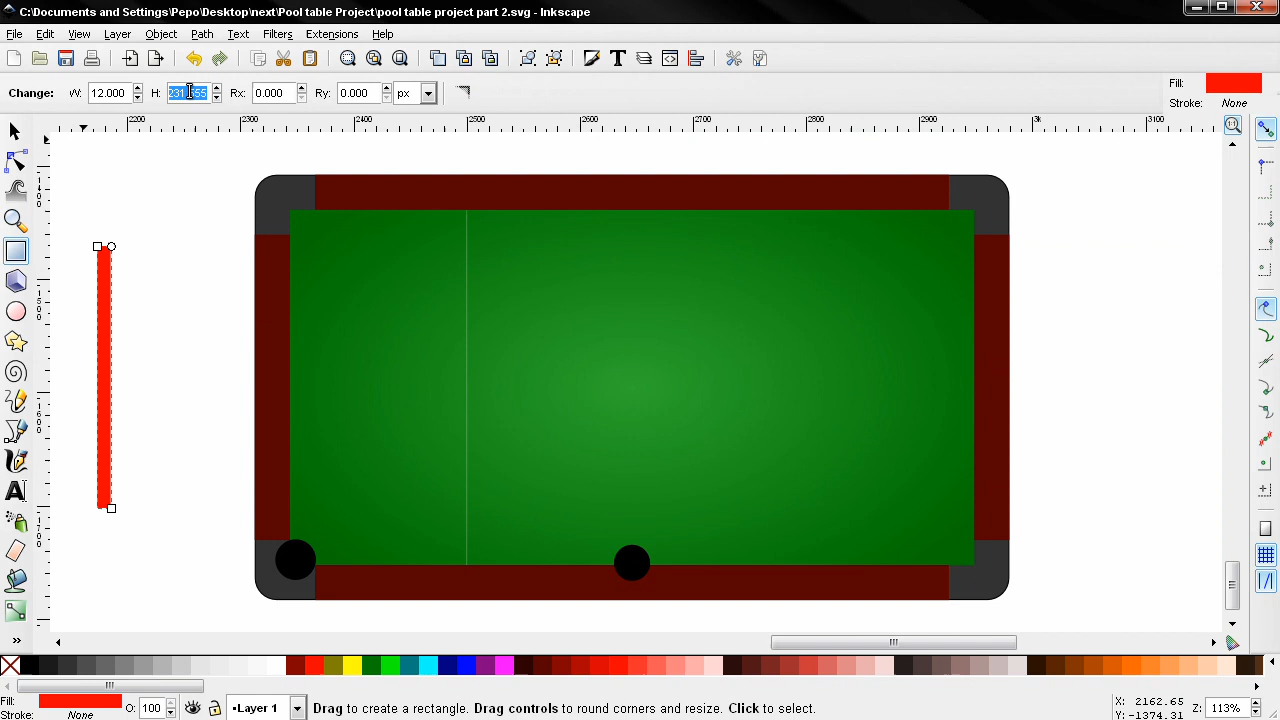 C:\Documents and Settings\Pepo\Desktop\next\Pool table Project\pool table project part 2.svg - Inkscape
File Edit View Layer Object Path Text Filters Extensions Help
Change: W: 12.000 H: Rx: 0.000 Ry: 0.000 px
Fill:
Stroke: None
2200 2300 2400 2500 2600 2700 2800 2900 3k 3100
Fill:
Stroke: None
O: 100
•Layer 1
Drag to create a rectangle. Drag controls to round corners and resize. Click to select.
X: 2162.65
Y: -1374.31
Z: 113%